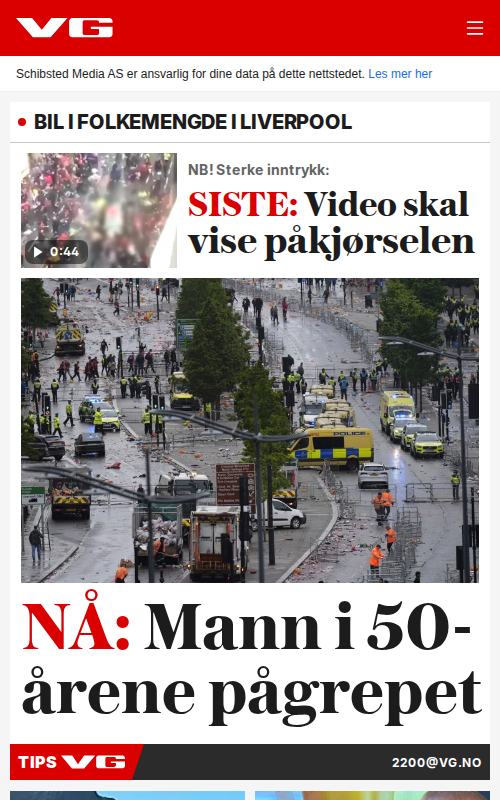 VG
Schibsted Media AS er ansvarlig for dine data på dette nettstedet. Les mer her
BIL I FOLKEMENGDE I LIVERPOOL
NB! Sterke inntrykk:
SISTE: Video skal
vise påkjørselen
0:44
POLICE
NÅ: Mann i 50-
årene pågrepet
TIPS VG
2200@VG.NO